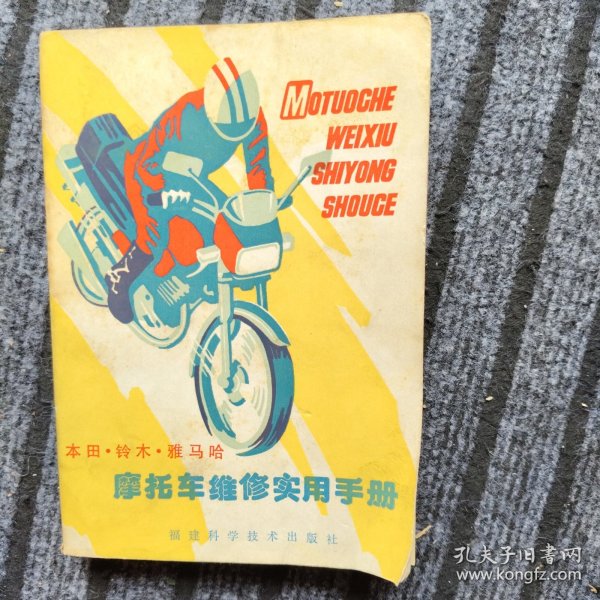 MOTUOCHE
WEIXIU
SHIYONG
SHOUCE
本田·铃木·雅马哈
摩托车维修实用手册
福建科学技术出版社
孔夫子旧书网
www.kongfz.com